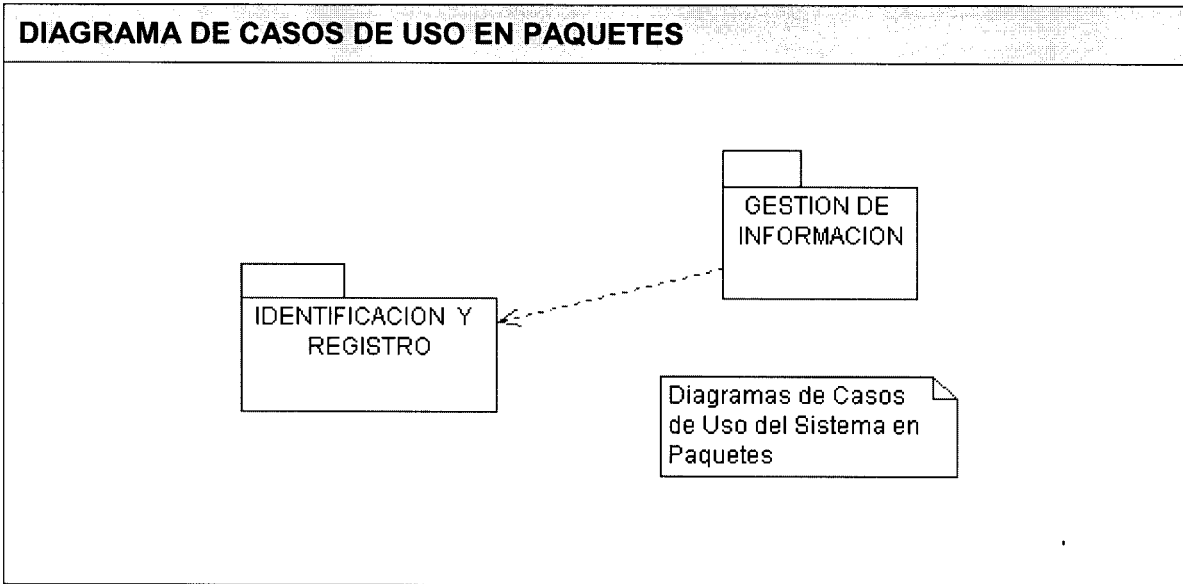 DIAGRAMA DE CASOS DE USO EN PAQUETES
GESTION DE
INFORMACION
IDENTIFICACION Y
REGISTRO
Diagramas de Casos
de Uso del Sistema en
Paquetes